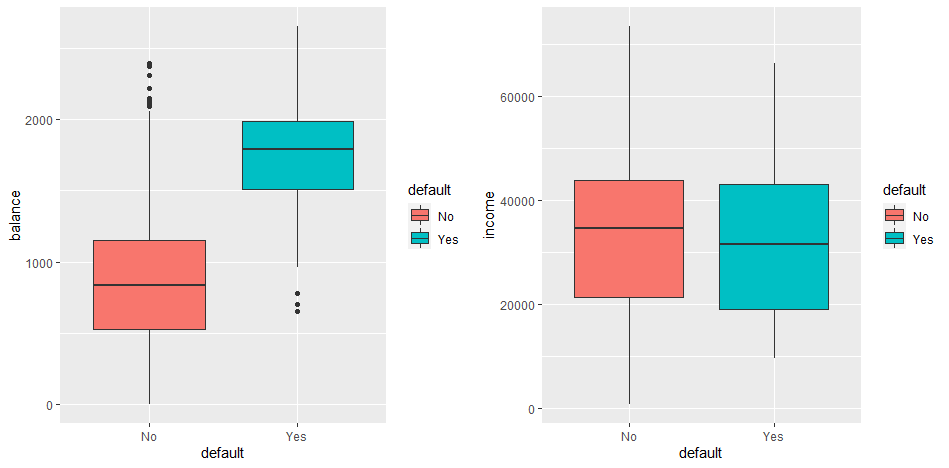 balance
2000
1000
0
No
Yes
default
default
No
Yes
income
60000
40000
20000
0
No
Yes
default
default
No
Yes